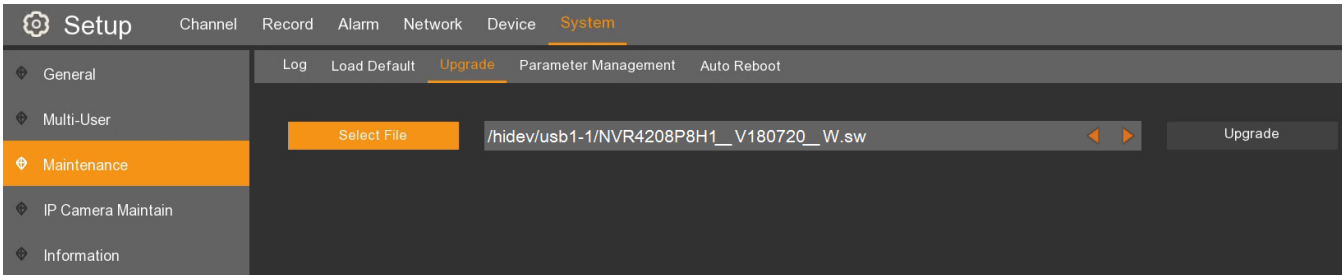 Setup Channel Record Alarm Network Device System
General
Log Load Default Upgrade Parameter Management Auto Reboot
Multi-User
Select File /hidev/usb1-1/NVR4208P8H1__V180720__W.sw Upgrade
Maintenance
IP Camera Maintain
Information